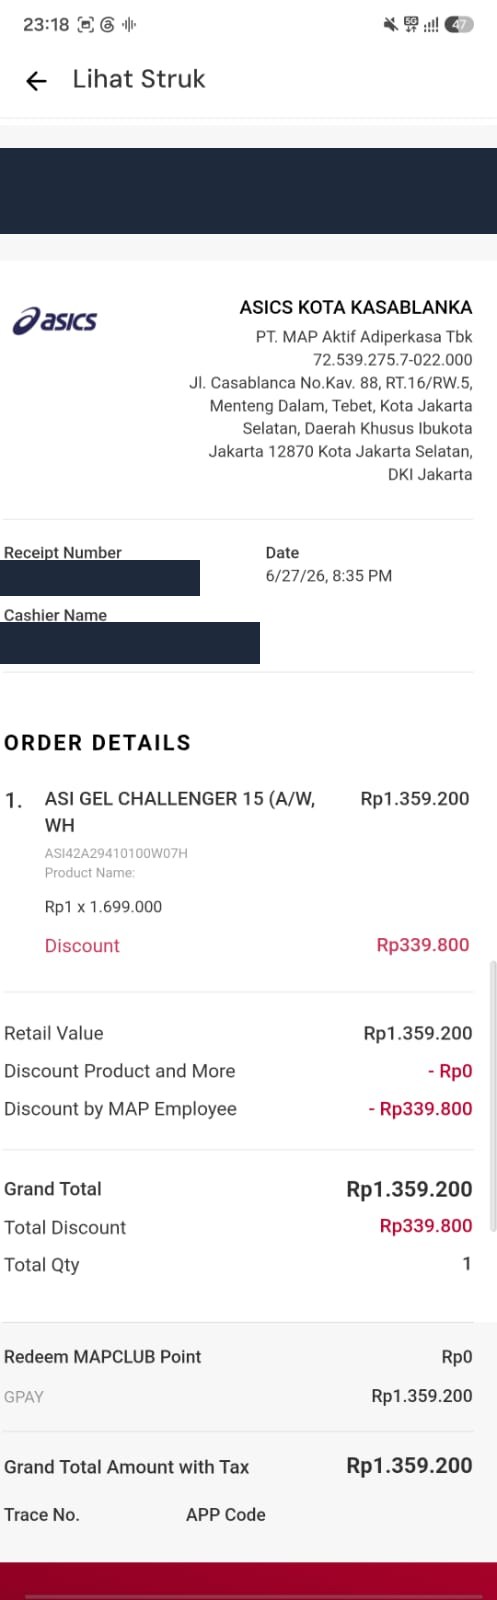 23:18 5G 47
Lihat Struk
asics
ASICS KOTA KASABLANKA
PT. MAP Aktif Adiperkasa Tbk
72.539.275.7-022.000
Jl. Casablanca No.Kav. 88, RT.16/RW.5,
Menteng Dalam, Tebet, Kota Jakarta
Selatan, Daerah Khusus Ibukota
Jakarta 12870 Kota Jakarta Selatan,
DKI Jakarta
Receipt Number Date
6/27/26, 8:35 PM
Cashier Name
ORDER DETAILS
1. ASI GEL CHALLENGER 15 (A/W, Rp1.359.200
WH
ASI42A29410100W07H
Product Name:
Rp1 x 1.699.000
Discount Rp339.800
Retail Value Rp1.359.200
Discount Product and More - Rp0
Discount by MAP Employee - Rp339.800
Grand Total Rp1.359.200
Total Discount Rp339.800
Total Qty 1
Redeem MAPCLUB Point Rp0
GPAY Rp1.359.200
Grand Total Amount with Tax Rp1.359.200
Trace No. APP Code